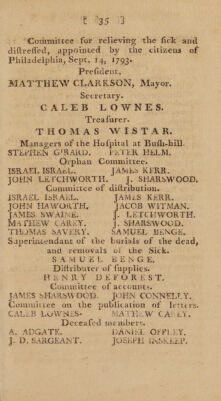 [ 35 ]
Committee for relieving the sick and
distressed, appointed by the citizens of
Philadelphia, Sept. 14, 1793.
President.
MATTHEW CLARKSON, Mayor.
Secretary.
CALEB LOWNES.
Treasurer.
THOMAS WISTAR.
Managers of the Hospital at Bush-hill.
STEPHEN GIRARD. PETER HELM.
Orphan Committee.
ISRAEL ISRAEL. JAMES KERR.
JOHN LETCHWORTH. J. SHARSWOOD.
Committee of distribution.
ISRAEL ISRAEL. JAMES KERR.
JOHN HAWORTH. JACOB WITMAN.
JAMES SWAINE. J. LETCHWORTH.
MATHEW CAREY. J. SHARSWOOD.
THOMAS SAVERY. SAMUEL BENGE.
Superintendant of the burials of the dead,
and removals of the Sick.
SAMUEL BENGE.
Distributer of supplies.
HENRY DEFOREST.
Committee of accounts.
JAMES SHARSWOOD. JOHN CONNELLY.
Committee on the publication of letters.
CALEB LOWNES. MATHEW CAREY.
Deceased members.
A. ADGATE. DANIEL OFFLEY.
J. D. SARGEANT. JOSEPH INSKEEP.